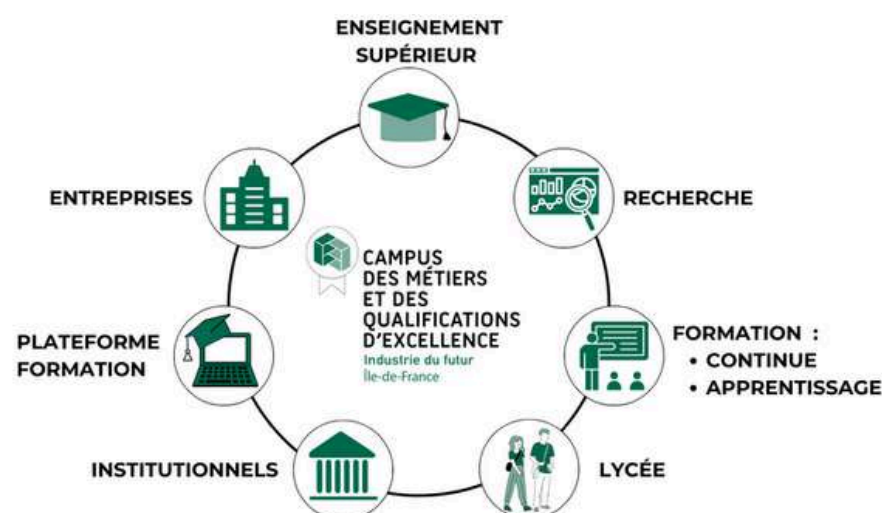 ENSEIGNEMENT
SUPÉRIEUR
ENTREPRISES
RECHERCHE
CAMPUS
DES MÉTIERS
ET DES
QUALIFICATIONS
D'EXCELLENCE
Industrie du futur
Île-de-France
PLATEFORME
FORMATION
FORMATION :
• CONTINUE
• APPRENTISSAGE
INSTITUTIONNELS
LYCÉE